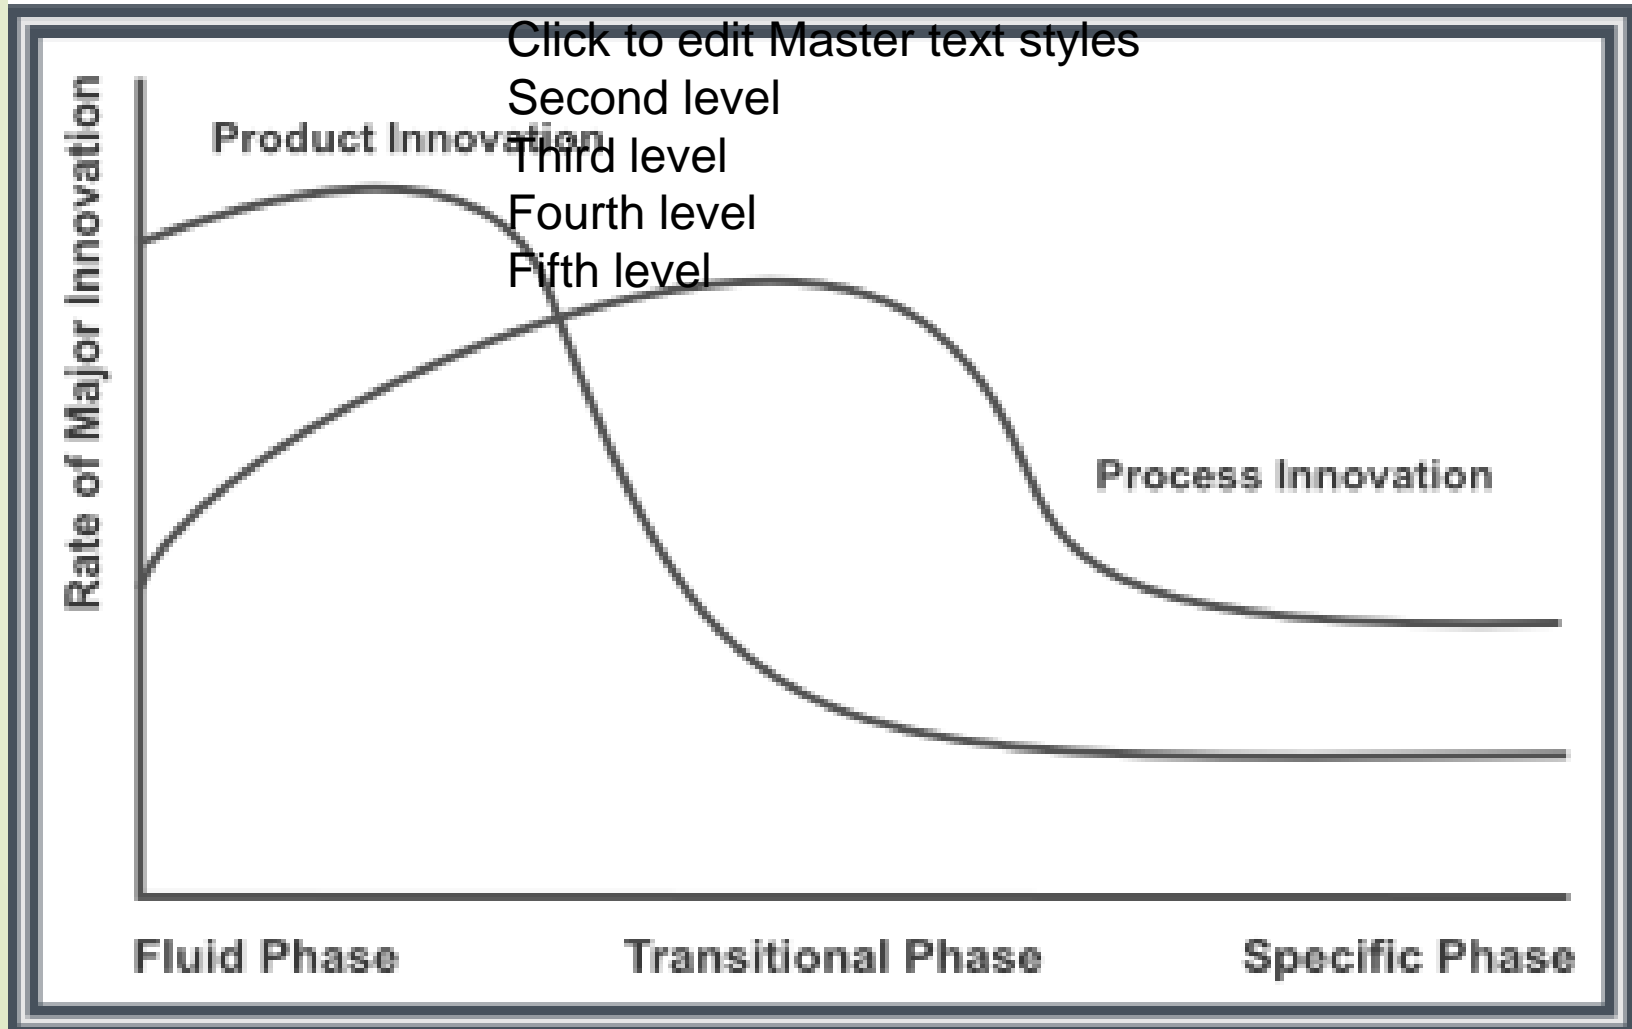 Click to edit Master text styles
Second level
Third level
Fourth level
Fifth level
Product Innovation
Rate of Major Innovation
Process Innovation
Fluid Phase
Transitional Phase
Specific Phase